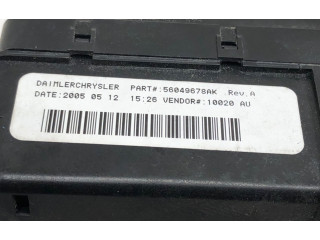 DAIMLERCHRYSLER PART#:56049678AK Rev.A
DATE:2005 05 12 15:26 VENDOR#:10020 AU